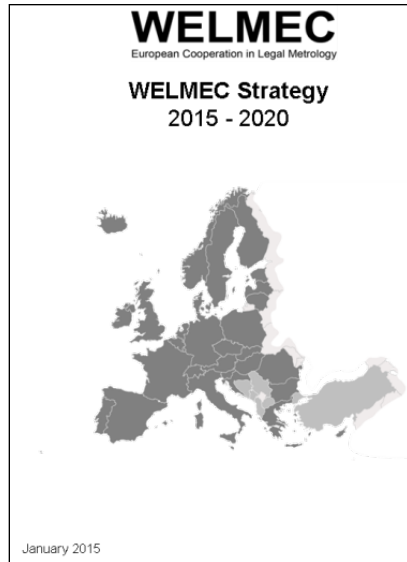 WELMEC
European Cooperation in Legal Metrology
WELMEC Strategy
2015 - 2020
January 2015